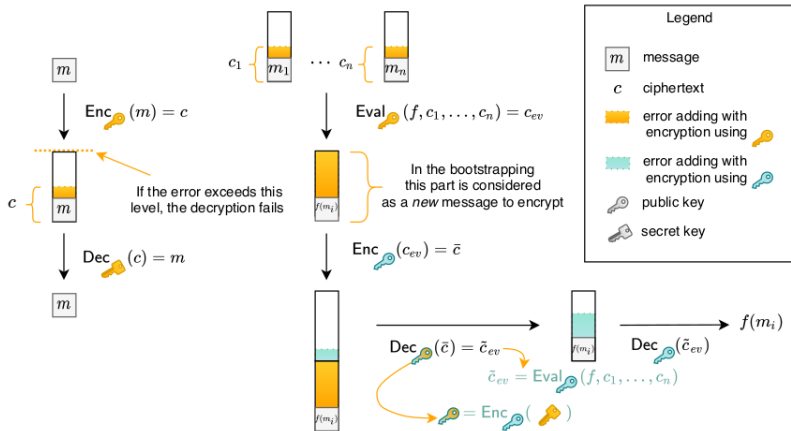 m
Enc (m) = c
c
m
If the error exceeds this
level, the decryption fails
Dec (c) = m
m
c₁ m₁ ⋯ cₙ mₙ
Eval (f, c₁, . . . , cₙ) = cₑᵥ
f(mᵢ)
In the bootstrapping
this part is considered
as a new message to encrypt
Enc (cₑᵥ) = c̄
f(mᵢ)
Dec (c̄) = c̃ₑᵥ
f(mᵢ)
Dec (c̃ₑᵥ)
f(mᵢ)
c̃ₑᵥ = Eval (f, c₁, . . . , cₙ)
= Enc ( )
Legend
m message
c ciphertext
error adding with
encryption using
error adding with
encryption using
public key
secret key